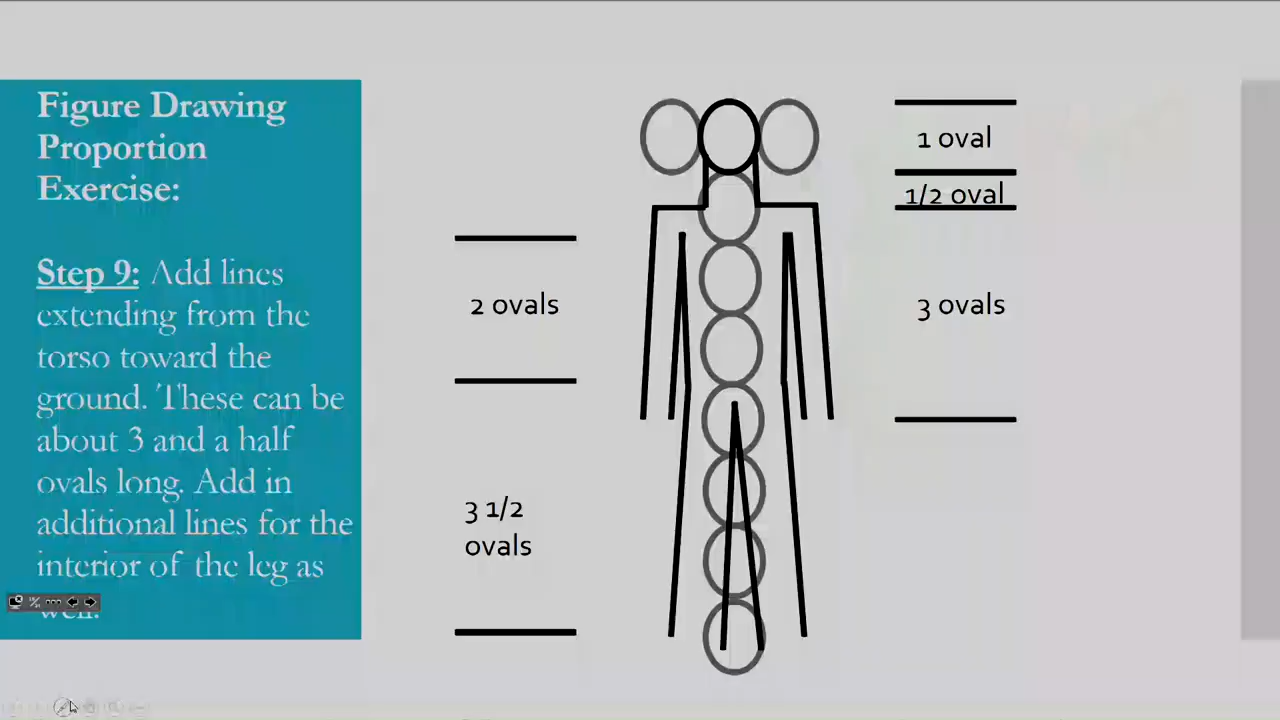 Figure Drawing
Proportion
Exercise:
Step 9: Add lines
extending from the
torso toward the
ground. These can be
about 3 and a half
ovals long. Add in
additional lines for the
interior of the leg as
well.
2 ovals
3 1/2
ovals
1 oval
1/2 oval
3 ovals